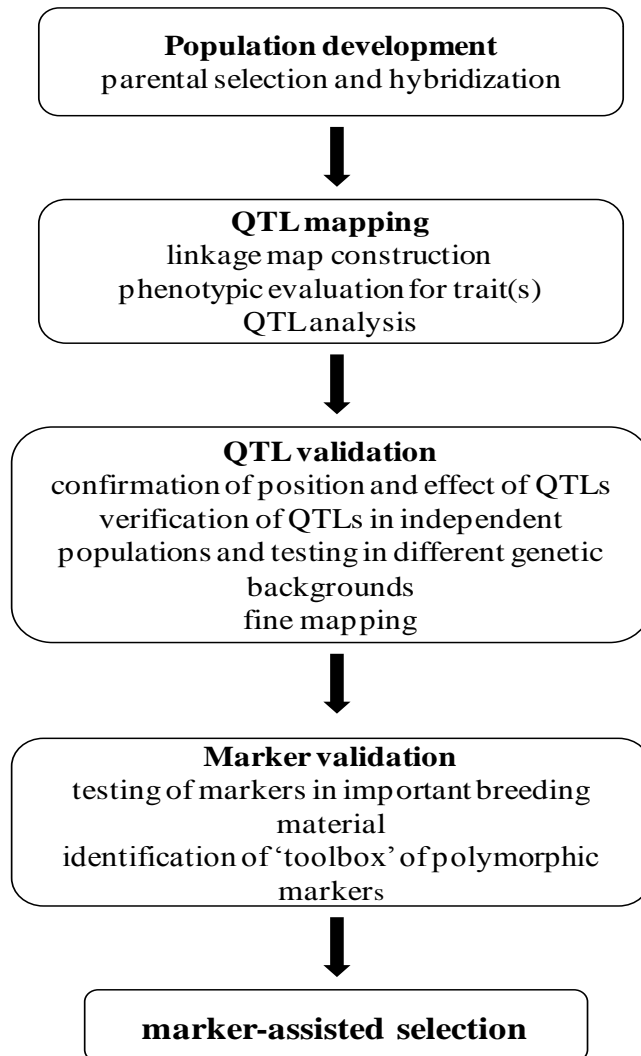 Population development
parental selection and hybridization
QTL mapping
linkage map construction
phenotypic evaluation for trait(s)
QTL analysis
QTL validation
confirmation of position and effect of QTLs
verification of QTLs in independent
populations and testing in different genetic
backgrounds
fine mapping
Marker validation
testing of markers in important breeding
material
identification of ‘toolbox’ of polymorphic
markers
marker-assisted selection